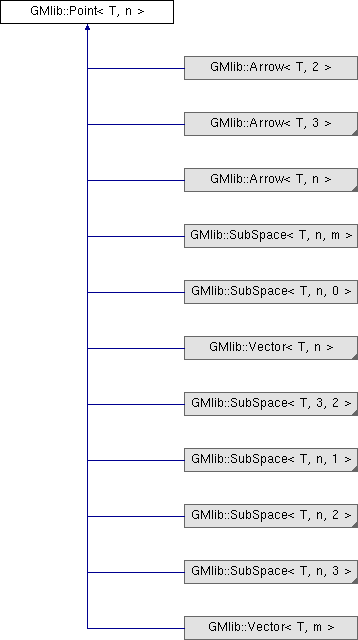 GMlib::Point< T, n >
GMlib::Arrow< T, 2 >
GMlib::Arrow< T, 3 >
GMlib::Arrow< T, n >
GMlib::SubSpace< T, n, m >
GMlib::SubSpace< T, n, 0 >
GMlib::Vector< T, n >
GMlib::SubSpace< T, 3, 2 >
GMlib::SubSpace< T, n, 1 >
GMlib::SubSpace< T, n, 2 >
GMlib::SubSpace< T, n, 3 >
GMlib::Vector< T, m >